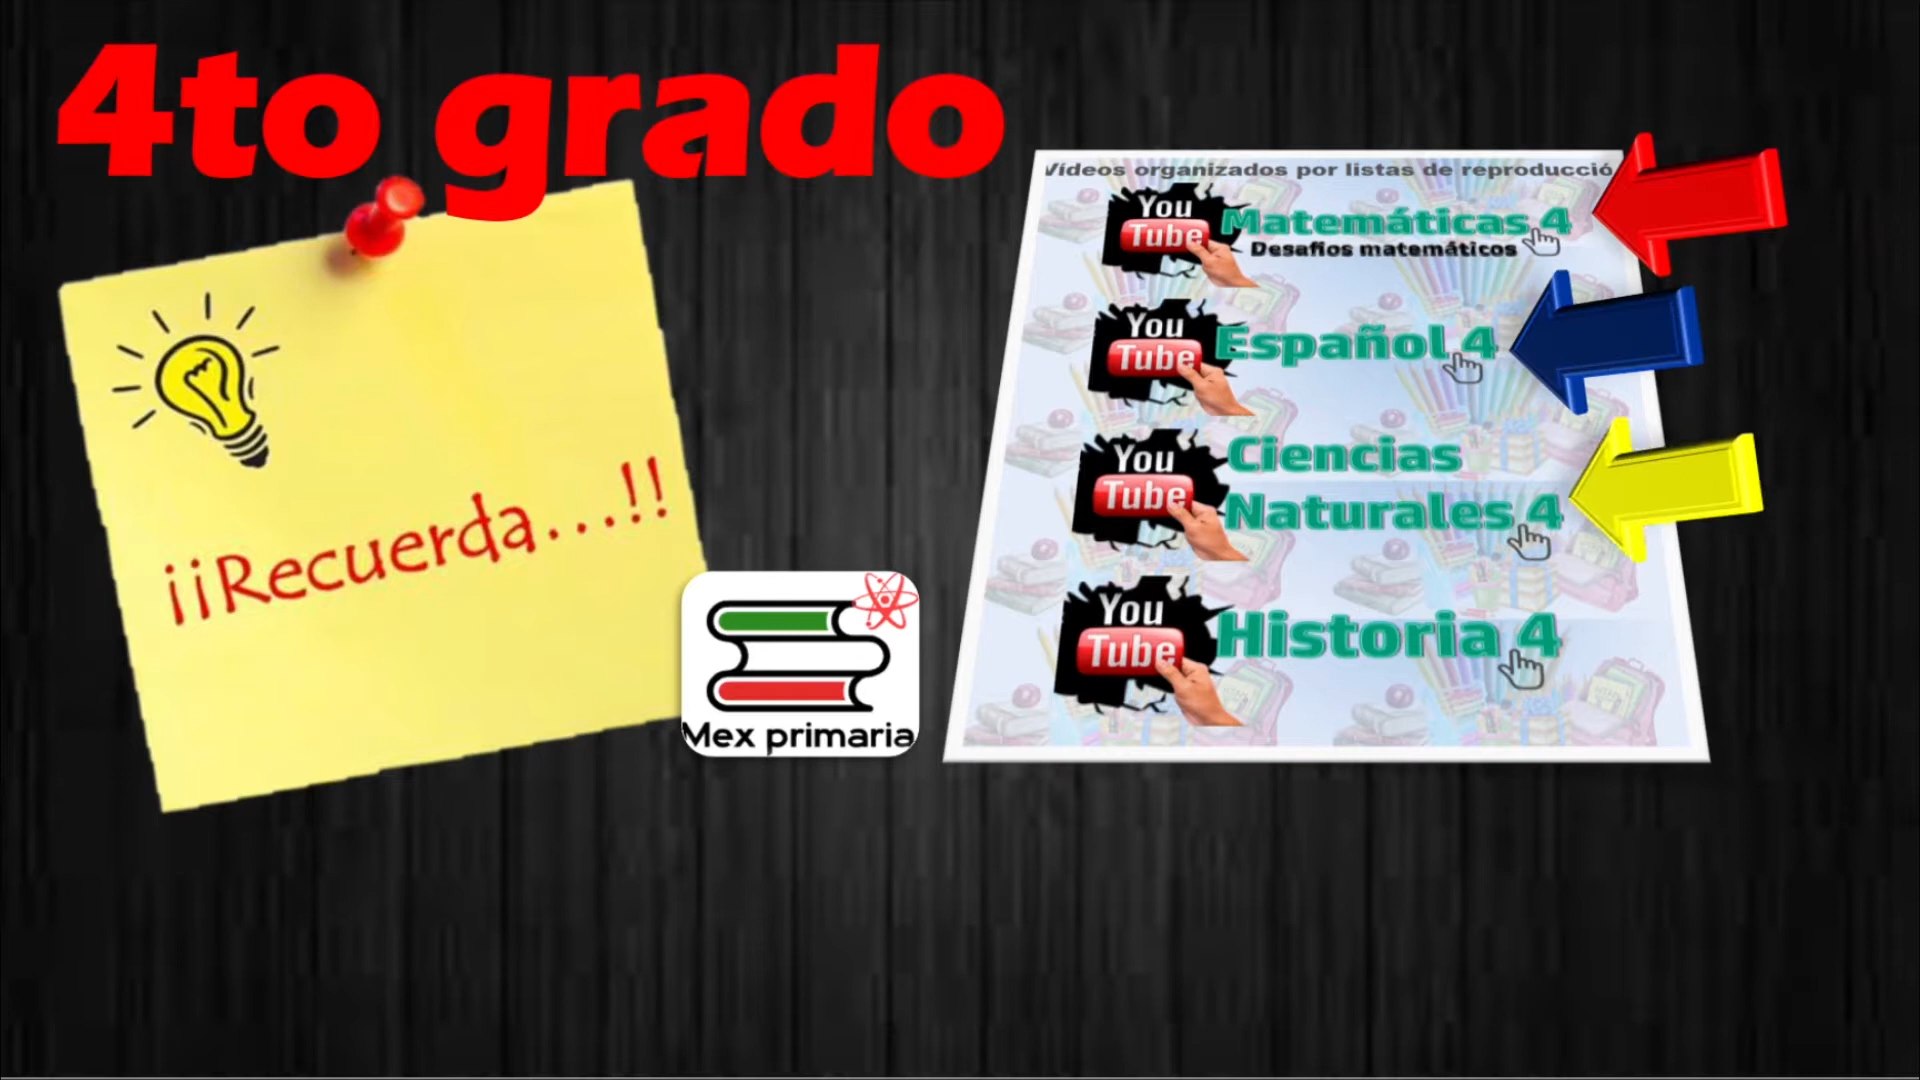 4to grado
¡¡Recuerda...!!
Mex primaria
Vídeos organizados por listas de reproducció
You
Tube
Matemáticas 4
Desafios matemáticos
You
Tube
Español 4
You
Tube
Ciencias
Naturales 4
You
Tube
Historia 4